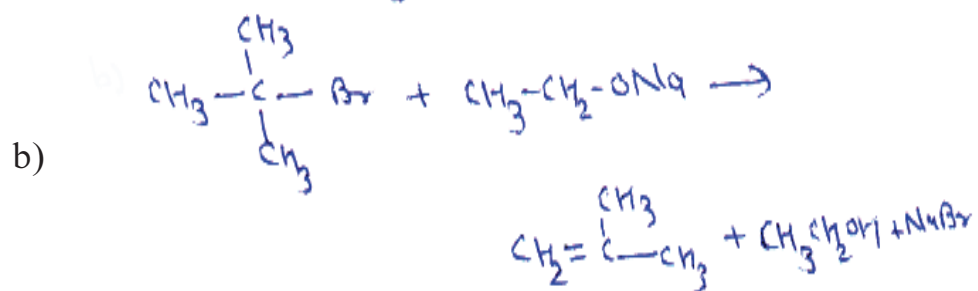 CH3
CH3-C-Br + CH3-CH2-ONa →
b)
CH3
CH3
CH2=C-CH3 + CH3CH2OH + NaBr